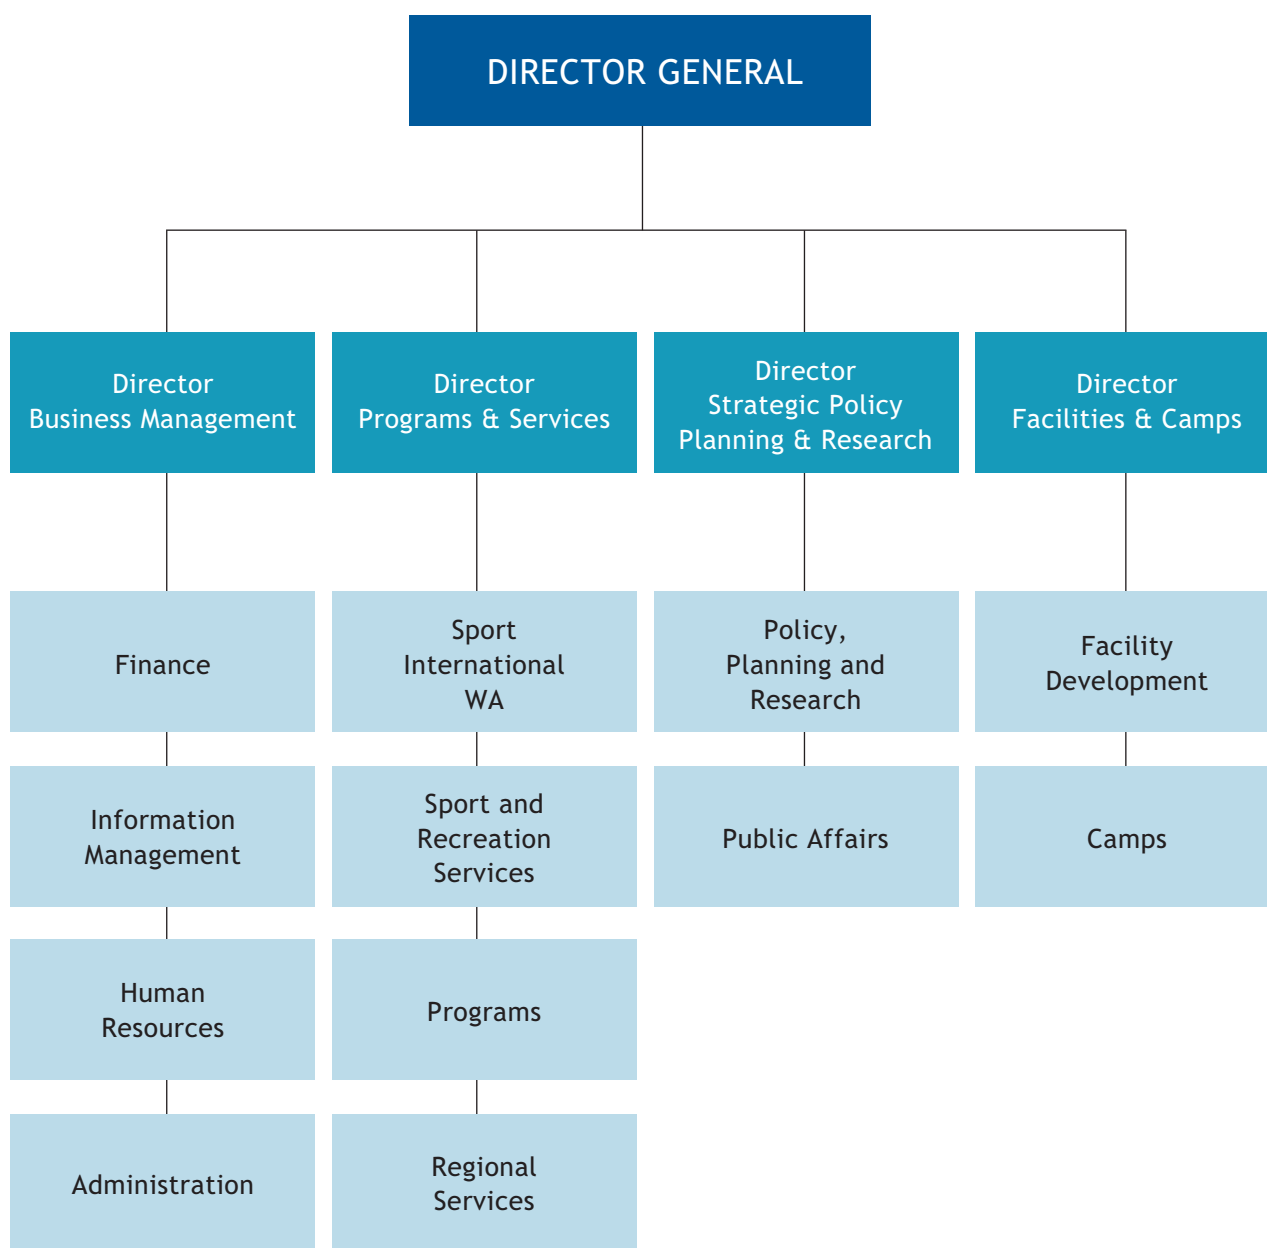 DIRECTOR GENERAL
Director
Business Management
Director
Programs & Services
Director
Strategic Policy
Planning & Research
Director
Facilities & Camps
Finance
Sport
International
WA
Policy,
Planning and
Research
Facility
Development
Information
Management
Sport and
Recreation
Services
Public Affairs
Camps
Human
Resources
Programs
Administration
Regional
Services